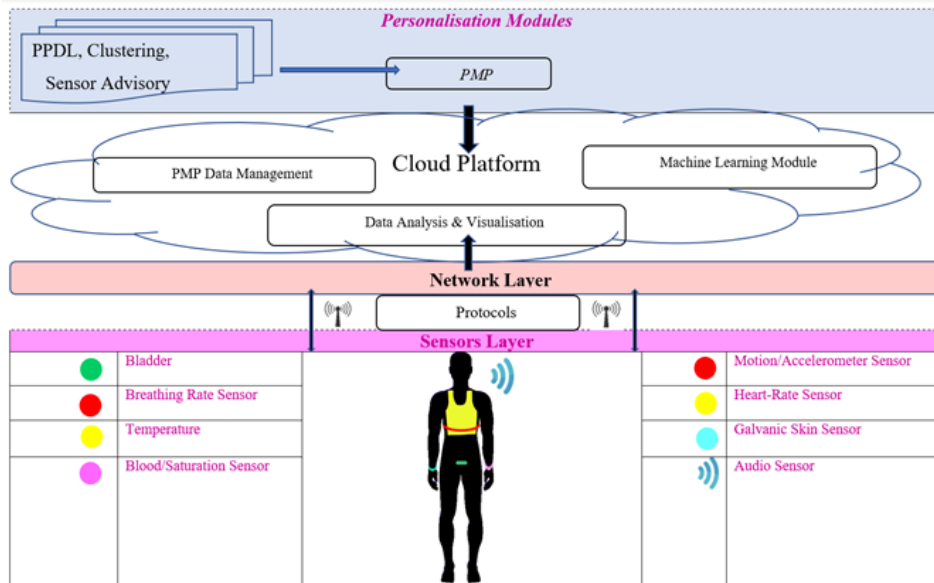 Personalisation Modules
PPDL, Clustering,
Sensor Advisory
PMP
Cloud Platform
PMP Data Management
Machine Learning Module
Data Analysis & Visualisation
Network Layer
Protocols
Sensors Layer
Bladder
Breathing Rate Sensor
Temperature
Blood/Saturation Sensor
Motion/Accelerometer Sensor
Heart-Rate Sensor
Galvanic Skin Sensor
Audio Sensor